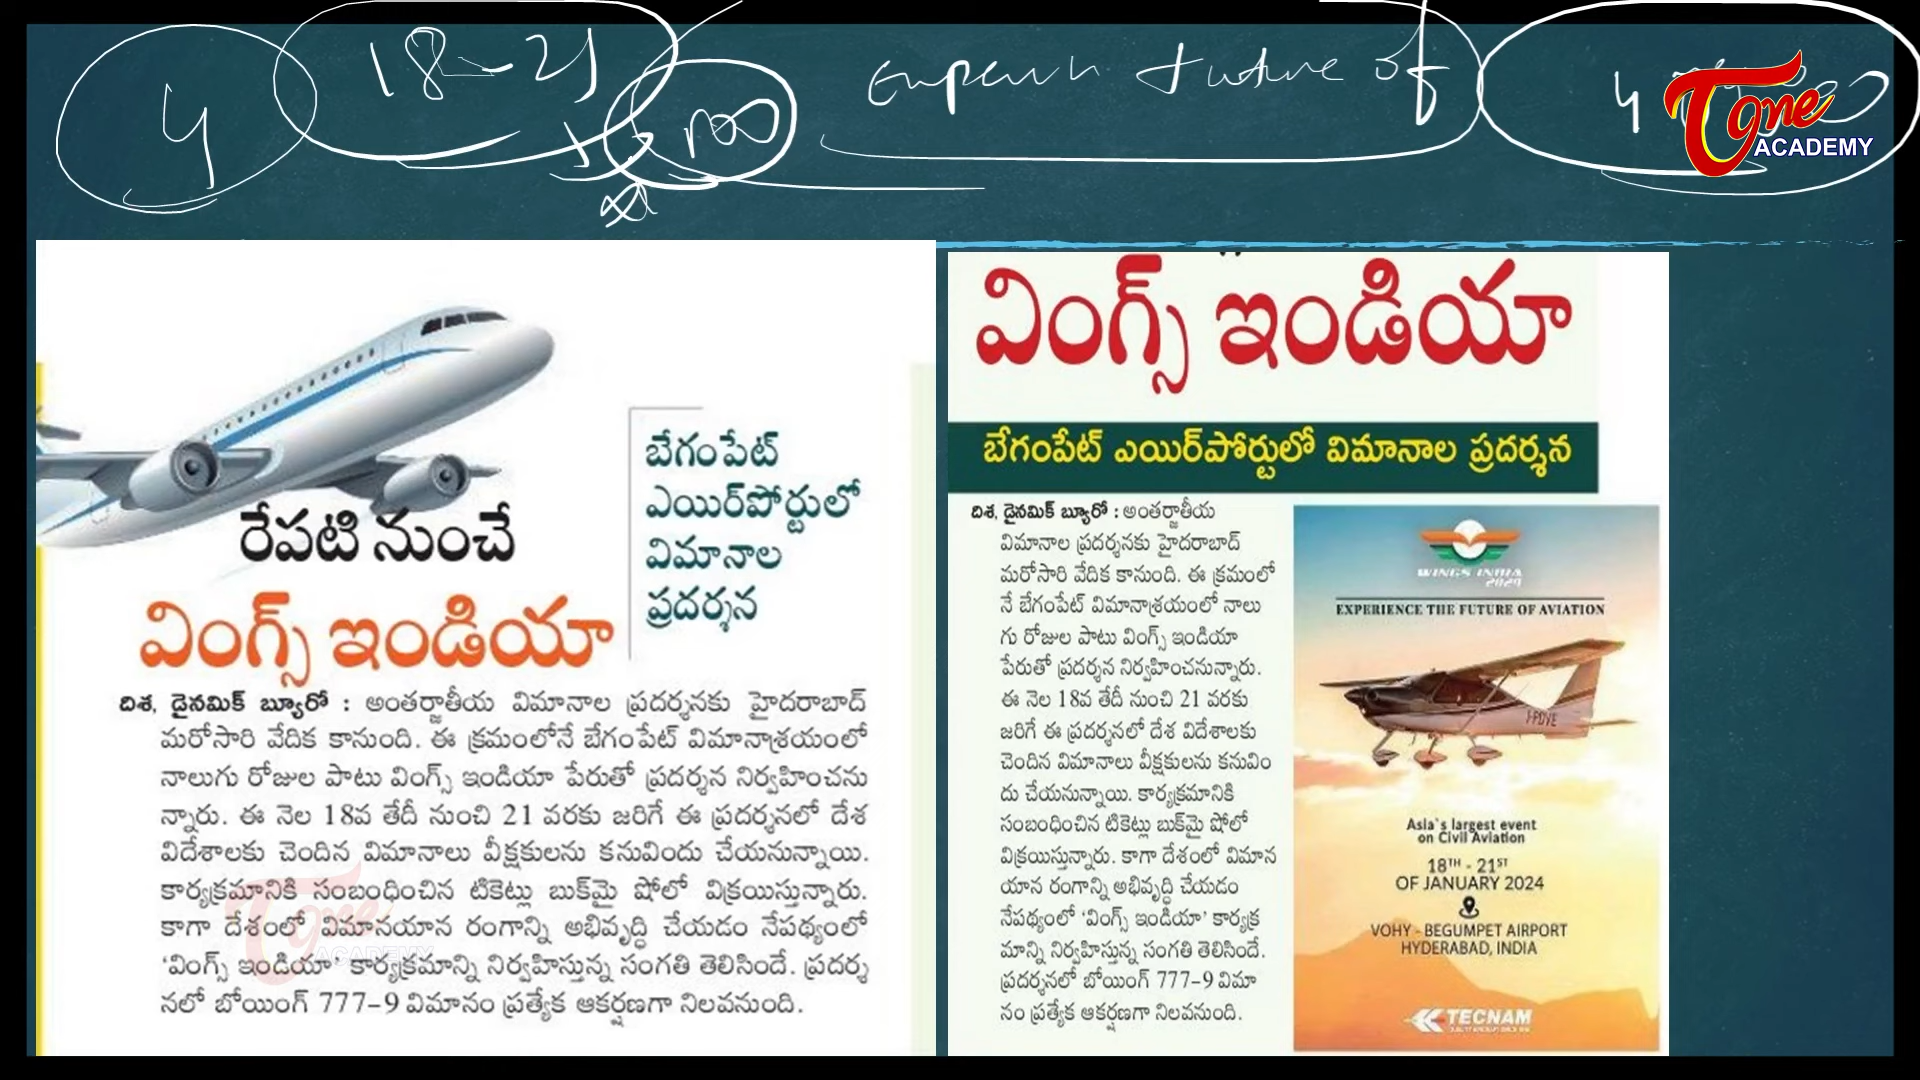 4
18-21
100
future of
4
Tone
ACADEMY
రేపటి నుంచే
వింగ్స్ ఇండియా
బేగంపేట్
ఎయిర్‌పోర్టులో
విమానాల
ప్రదర్శన
దిశ, డైనమిక్ బ్యూరో : అంతర్జాతీయ విమానాల ప్రదర్శనకు హైదరాబాద్
మరోసారి వేదిక కానుంది. ఈ క్రమంలోనే బేగంపేట్ విమానాశ్రయంలో
నాలుగు రోజుల పాటు వింగ్స్ ఇండియా పేరుతో ప్రదర్శన నిర్వహించను
న్నారు. ఈ నెల 18వ తేదీ నుంచి 21 వరకు జరిగే ఈ ప్రదర్శనలో దేశ
విదేశాలకు చెందిన విమానాలు వీక్షకులను కనువిందు చేయనున్నాయి.
కార్యక్రమానికి సంబంధించిన టికెట్లు బుక్‌మై షోలో విక్రయిస్తున్నారు.
కాగా దేశంలో విమానయాన రంగాన్ని అభివృద్ధి చేయడం నేపథ్యంలో
'వింగ్స్ ఇండియా' కార్యక్రమాన్ని నిర్వహిస్తున్న సంగతి తెలిసిందే. ప్రదర్శ
నలో బోయింగ్ 777-9 విమానం ప్రత్యేక ఆకర్షణగా నిలవనుంది.
Tone
ACADEMY
వింగ్స్ ఇండియా
బేగంపేట్ ఎయిర్‌పోర్టులో విమానాల ప్రదర్శన
దిశ, డైనమిక్ బ్యూరో : అంతర్జాతీయ
విమానాల ప్రదర్శనకు హైదరాబాద్
మరోసారి వేదిక కానుంది. ఈ క్రమంలో
నే బేగంపేట్ విమానాశ్రయంలో నాలు
గు రోజుల పాటు వింగ్స్ ఇండియా
పేరుతో ప్రదర్శన నిర్వహించనున్నారు.
ఈ నెల 18వ తేదీ నుంచి 21 వరకు
జరిగే ఈ ప్రదర్శనలో దేశ విదేశాలకు
చెందిన విమానాలు వీక్షకులను కనువిం
దు చేయనున్నాయి. కార్యక్రమానికి
సంబంధించిన టికెట్లు బుక్‌మై షోలో
విక్రయిస్తున్నారు. కాగా దేశంలో విమాన
యాన రంగాన్ని అభివృద్ధి చేయడం
నేపథ్యంలో 'వింగ్స్ ఇండియా' కార్యక్ర
మాన్ని నిర్వహిస్తున్న సంగతి తెలిసిందే.
ప్రదర్శనలో బోయింగ్ 777-9 విమా
నం ప్రత్యేక ఆకర్షణగా నిలవనుంది.
WINGS INDIA
2024
EXPERIENCE THE FUTURE OF AVIATION
I-PDVE
Asia's largest event
on Civil Aviation
18TH - 21ST
OF JANUARY 2024
VOHY - BEGUMPET AIRPORT
HYDERABAD, INDIA
TECNAM